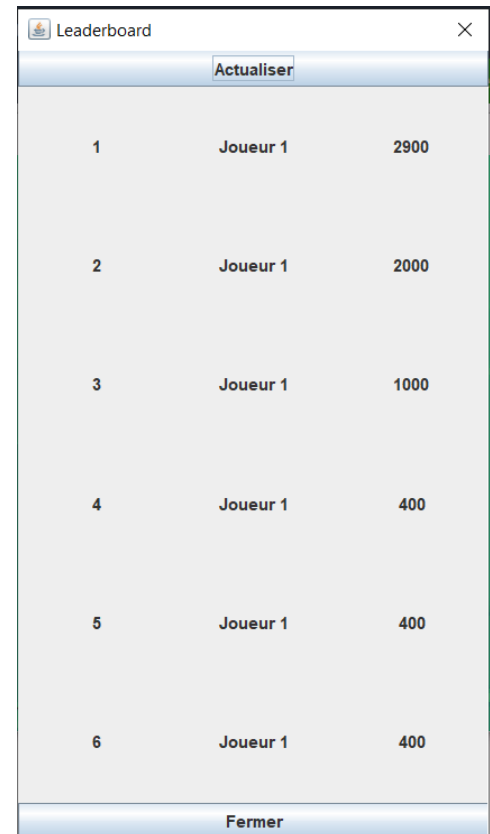 Leaderboard
Actualiser
1 Joueur 1 2900
2 Joueur 1 2000
3 Joueur 1 1000
4 Joueur 1 400
5 Joueur 1 400
6 Joueur 1 400
Fermer